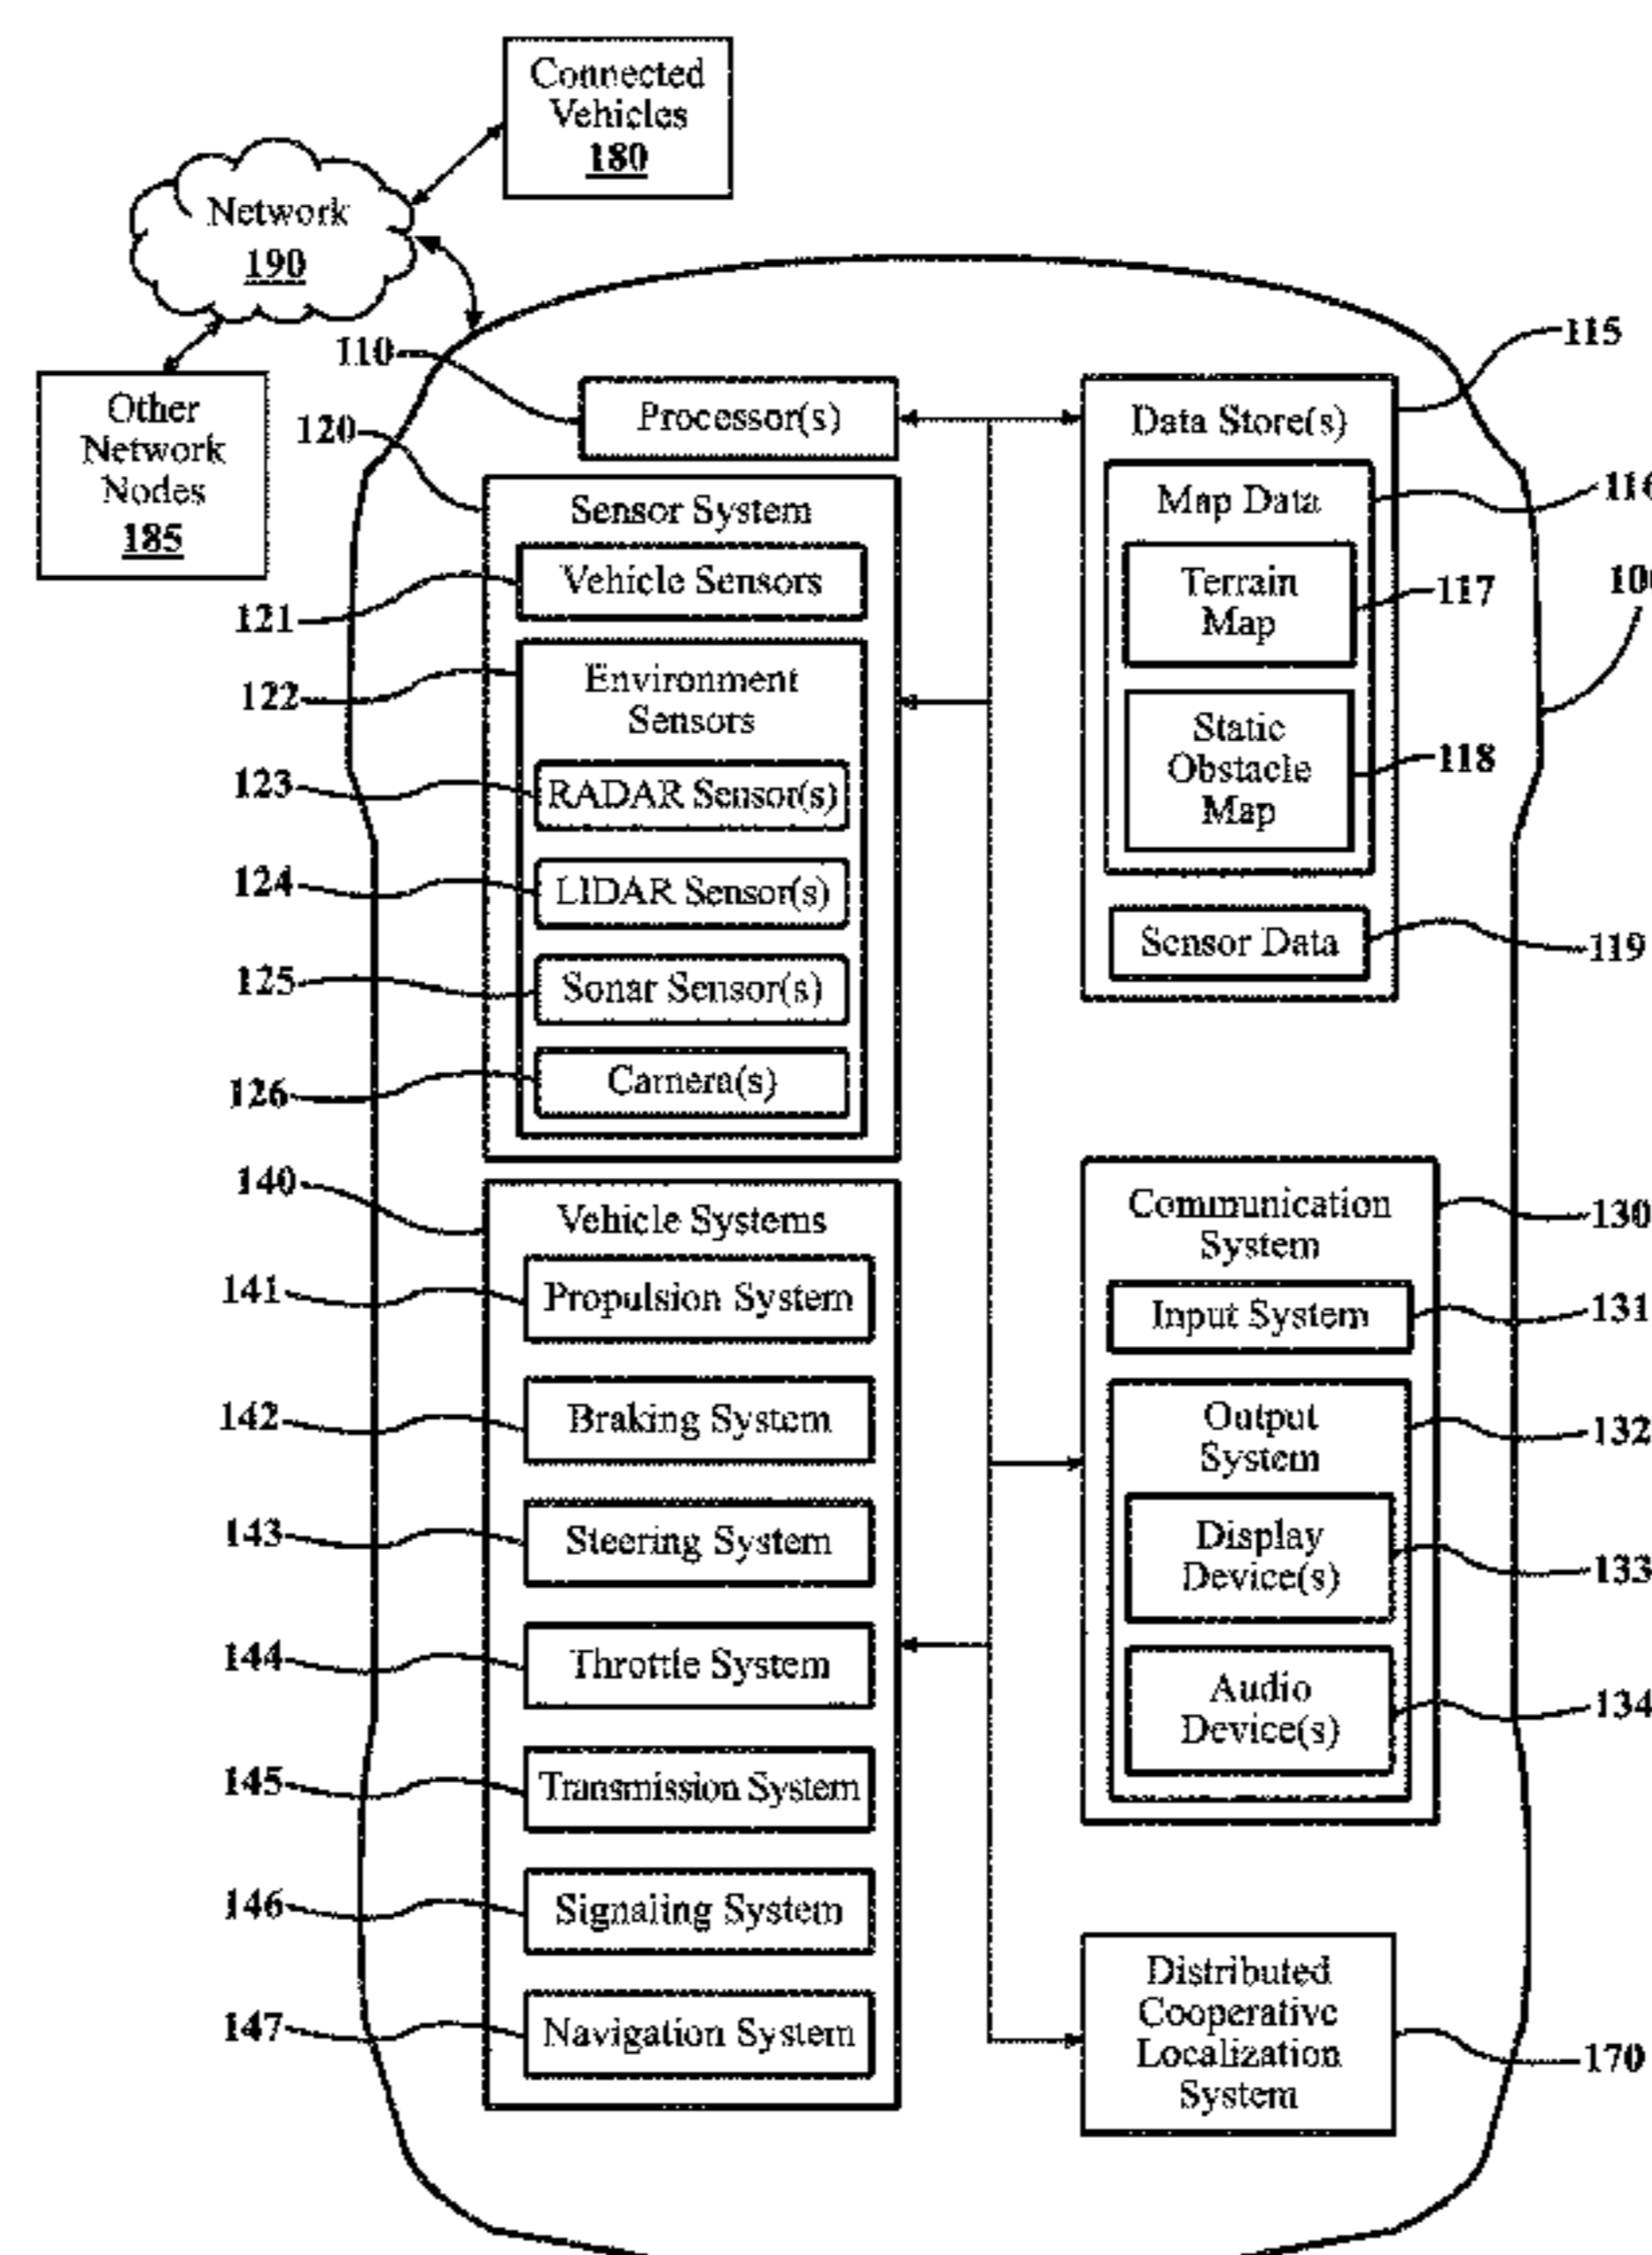 Connected
Vehicles
180
Network
190
Other
Network
Nodes
185
110
Processor(s)
120
Sensor System
121
Vehicle Sensors
122
Environment
Sensors
123
RADAR Sensor(s)
124
LIDAR Sensor(s)
125
Sonar Sensor(s)
126
Camera(s)
140
Vehicle Systems
141
Propulsion System
142
Braking System
143
Steering System
144
Throttle System
145
Transmission System
146
Signaling System
147
Navigation System
115
Data Store(s)
116
Map Data
Terrain
Map
117
100
Static
Obstacle
Map
118
Sensor Data
119
Communication
System
130
Input System
131
Output
System
132
Display
Device(s)
133
Audio
Device(s)
134
Distributed
Cooperative
Localization
System
170